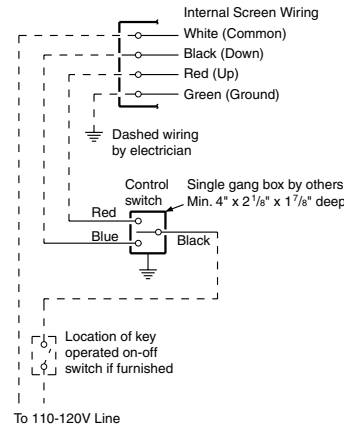 Internal Screen Wiring
White (Common)
Black (Down)
Red (Up)
Green (Ground)
Dashed wiring
by electrician
Control
switch
Single gang box by others
Min. 4" x 2 1/8" x 1 7/8" deep
Red
Blue
Black
Location of key
operated on-off
switch if furnished
To 110-120V Line